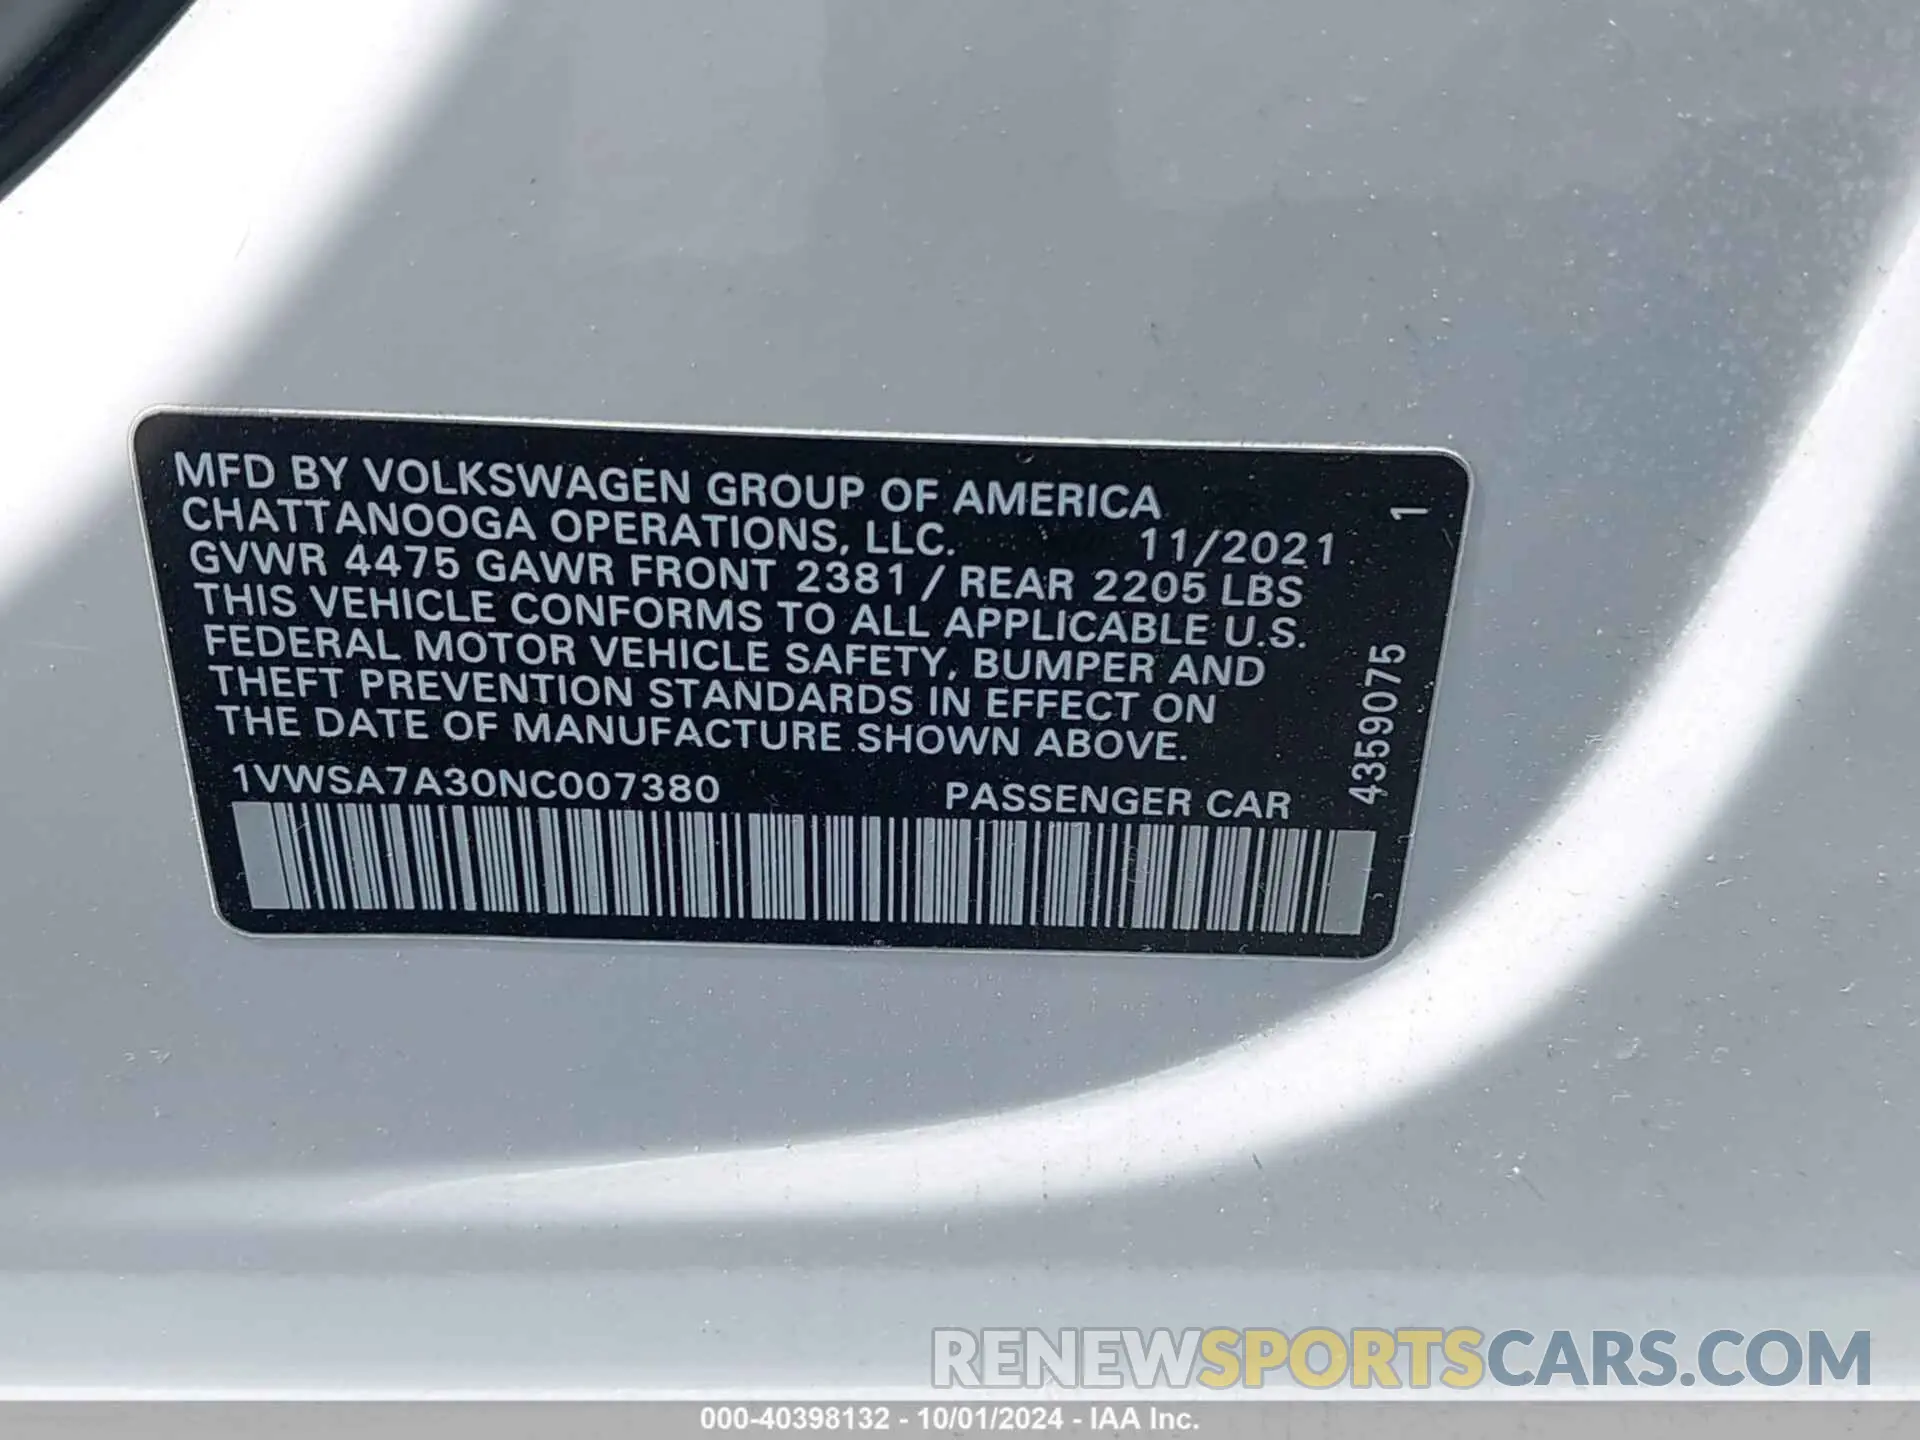 MFD BY VOLKSWAGEN GROUP OF AMERICA
CHATTANOOGA OPERATIONS, LLC. 11/2021
GVWR 4475 GAWR FRONT 2381 / REAR 2205 LBS
THIS VEHICLE CONFORMS TO ALL APPLICABLE U.S.
FEDERAL MOTOR VEHICLE SAFETY, BUMPER AND
THEFT PREVENTION STANDARDS IN EFFECT ON
THE DATE OF MANUFACTURE SHOWN ABOVE.
1VWSA7A30NC007380 PASSENGER CAR
4359075 1
RENEWSPORTSCARS.COM
000-40398132 - 10/01/2024 - IAA Inc.